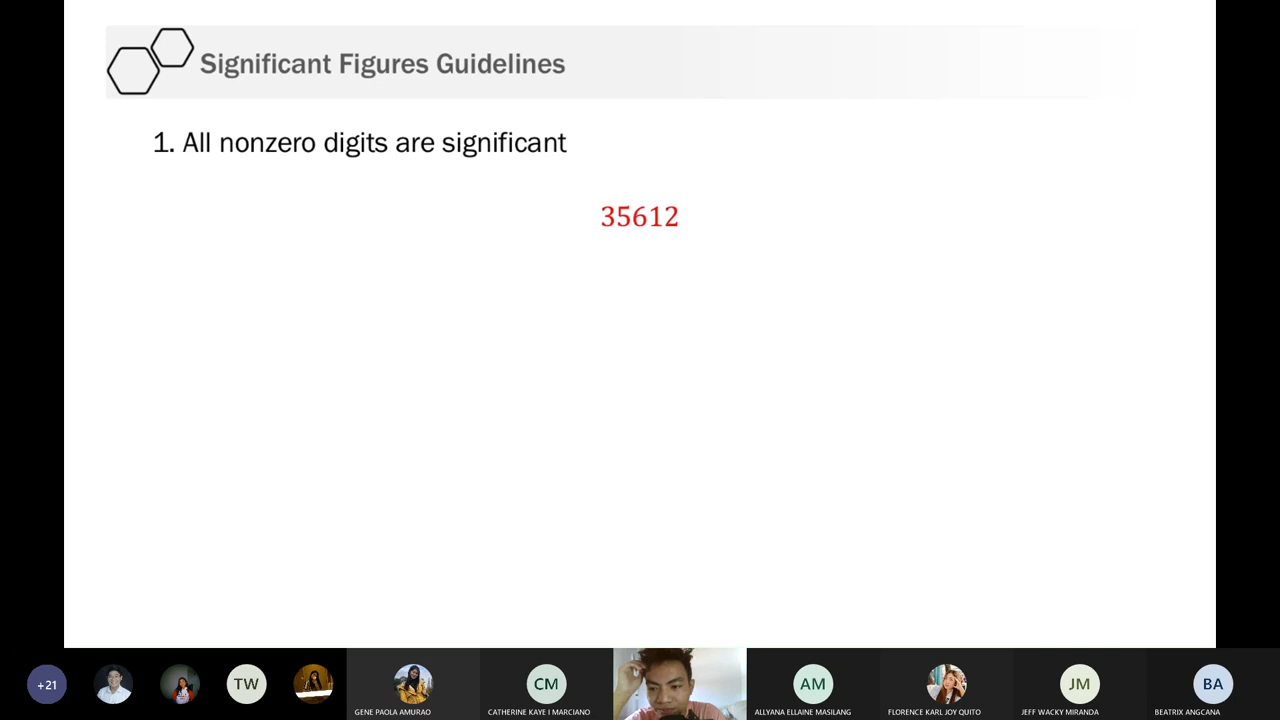 Significant Figures Guidelines
1. All nonzero digits are significant
35612
+21
TW
CM
AM
JM
BA
GENE PAOLA AMURAO
CATHERINE KAYE I MARCIANO
ALLYANA ELLAINE MASILANG
FLORENCE KARL JOY QUITO
JEFF WACKY MIRANDA
BEATRIX ANGCANA